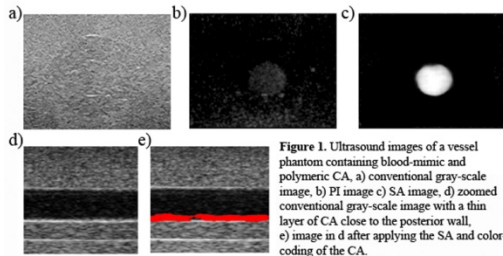 a)
b)
c)
d)
e)
Figure 1. Ultrasound images of a vessel
phantom containing blood-mimic and
polymeric CA, a) conventional gray-scale
image, b) PI image c) SA image, d) zoomed
conventional gray-scale image with a thin
layer of CA close to the posterior wall,
e) image in d after applying the SA and color
coding of the CA.